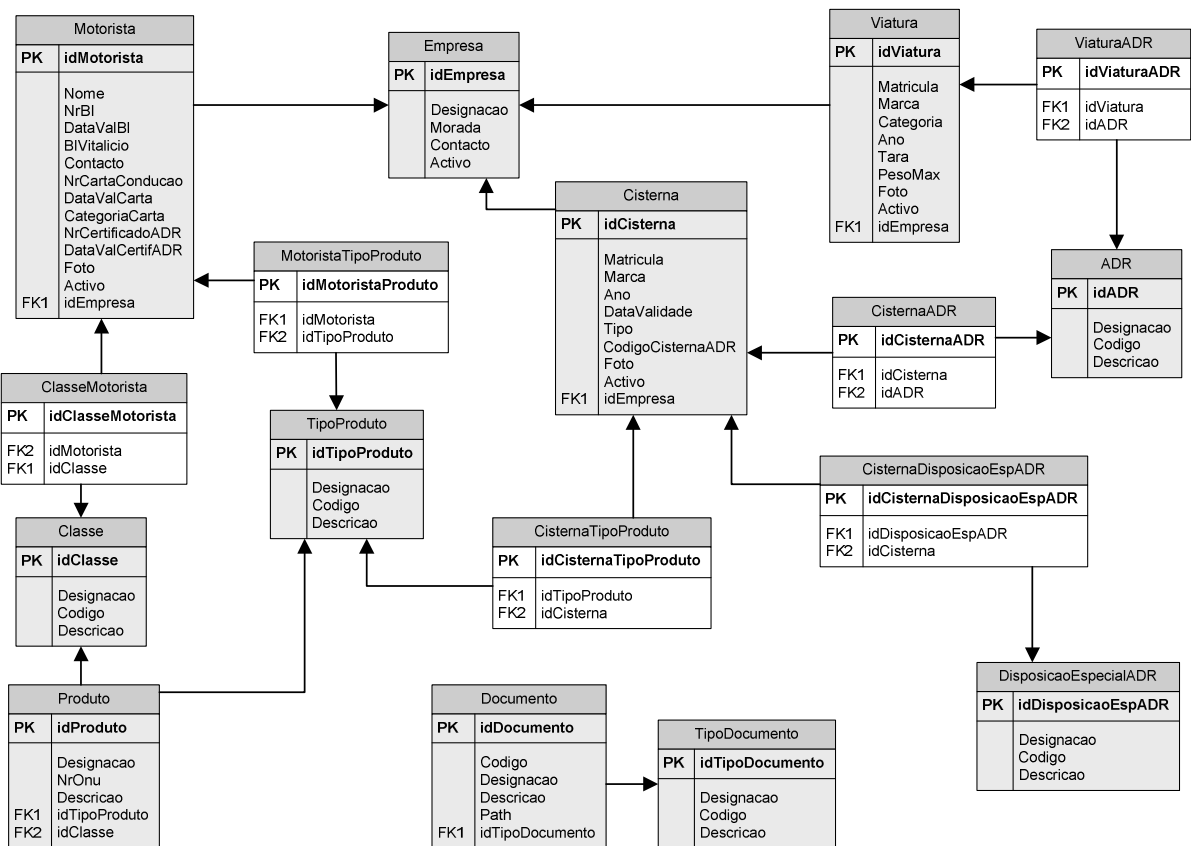 Motorista
PK idMotorista
Nome
NrBI
DataValBI
BIVitalicio
Contacto
NrCartaConducao
DataValCarta
CategoriaCarta
NrCertificadoADR
DataValCertifADR
Foto
Activo
FK1 idEmpresa
Empresa
PK idEmpresa
Designacao
Morada
Contacto
Activo
Viatura
PK idViatura
Matricula
Marca
Categoria
Ano
Tara
PesoMax
Foto
Activo
FK1 idEmpresa
ViaturaADR
PK idViaturaADR
FK1 idViatura
FK2 idADR
Cisterna
PK idCisterna
Matricula
Marca
Ano
DataValidade
Tipo
CodigoCisternaADR
Foto
Activo
FK1 idEmpresa
MotoristaTipoProduto
PK idMotoristaProduto
FK1 idMotorista
FK2 idTipoProduto
ADR
PK idADR
Designacao
Codigo
Descricao
CisternaADR
PK idCisternaADR
FK1 idCisterna
FK2 idADR
ClasseMotorista
PK idClasseMotorista
FK2 idMotorista
FK1 idClasse
TipoProduto
PK idTipoProduto
Designacao
Codigo
Descricao
CisternaDisposicaoEspADR
PK idCisternaDisposicaoEspADR
FK1 idDisposicaoEspADR
FK2 idCisterna
Classe
PK idClasse
Designacao
Codigo
Descricao
CisternaTipoProduto
PK idCisternaTipoProduto
FK1 idTipoProduto
FK2 idCisterna
DisposicaoEspecialADR
PK idDisposicaoEspADR
Designacao
Codigo
Descricao
Produto
PK idProduto
Designacao
NrOnu
Descricao
FK1 idTipoProduto
FK2 idClasse
Documento
PK idDocumento
Codigo
Designacao
Descricao
Path
FK1 idTipoDocumento
TipoDocumento
PK idTipoDocumento
Designacao
Codigo
Descricao